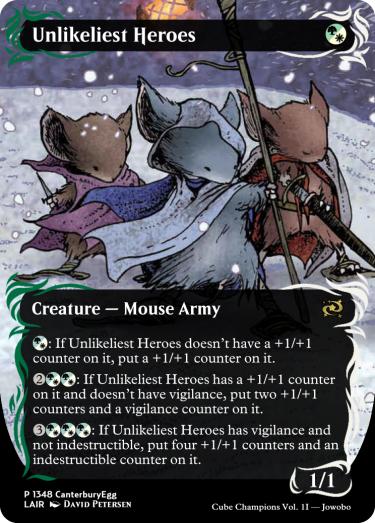 Unlikeliest Heroes
Creature — Mouse Army
: If Unlikeliest Heroes doesn't have a +1/+1
counter on it, put a +1/+1 counter on it.
2: If Unlikeliest Heroes has a +1/+1 counter
on it and doesn't have vigilance, put two +1/+1
counters and a vigilance counter on it.
3: If Unlikeliest Heroes has vigilance and
not indestructible, put four +1/+1 counters and an
indestructible counter on it.
1/1
P 1348 CanterburyEgg
LAIR DAVID PETERSEN
Cube Champions Vol. 11 — Jowobo